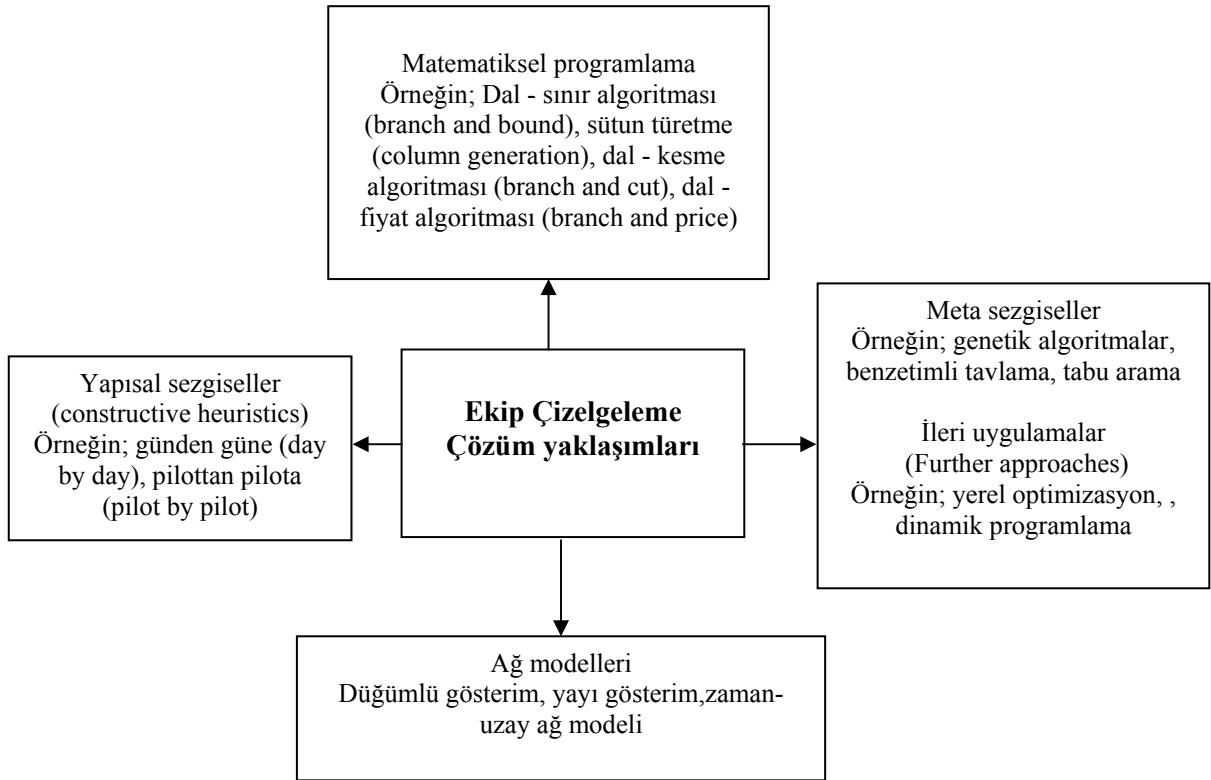 Matematiksel programlama
Örneğin; Dal - sınır algoritması
(branch and bound), sütun türetme
(column generation), dal - kesme
algoritması (branch and cut), dal -
fiyat algoritması (branch and price)
Yapısal sezgiseller
(constructive heuristics)
Örneğin; günden güne (day
by day), pilottan pilota
(pilot by pilot)
Ekip Çizelgeleme
Çözüm yaklaşımları
Meta sezgiseller
Örneğin; genetik algoritmalar,
benzetimli tavlama, tabu arama
İleri uygulamalar
(Further approaches)
Örneğin; yerel optimizasyon, ,
dinamik programlama
Ağ modelleri
Düğümlü gösterim, yayı gösterim,zaman-
uzay ağ modeli